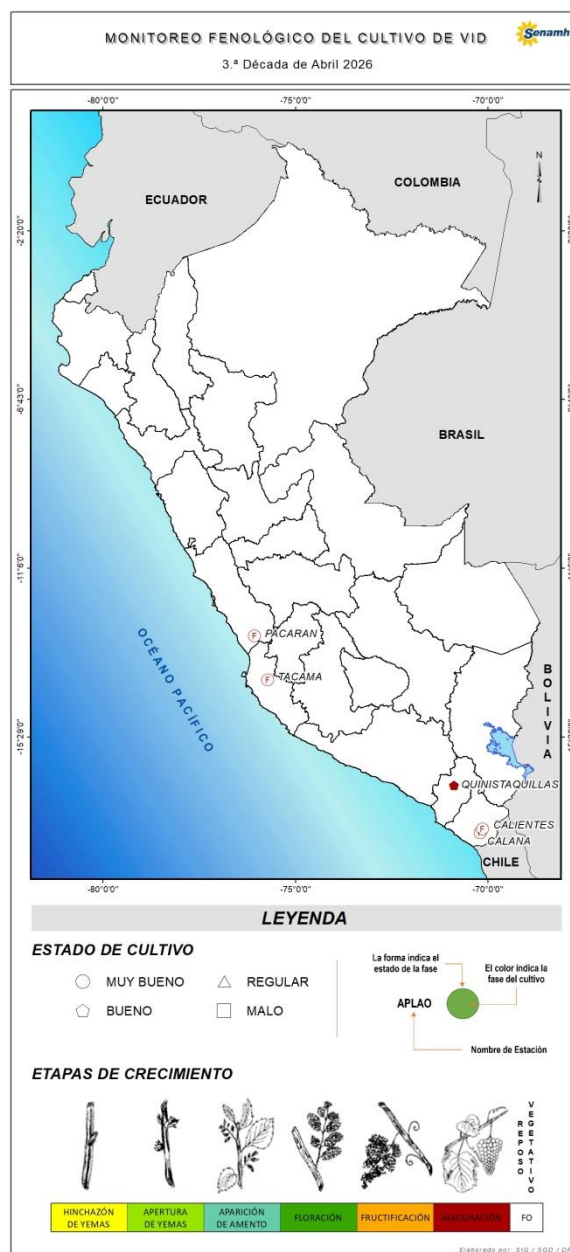 MONITOREO FENOLÓGICO DEL CULTIVO DE VID
Senamhi
3.ª Década de Abril 2026
-80°0'0" -75°0'0" -70°0'0"
N
COLOMBIA
ECUADOR
-2°20'0"
-6°43'0"
BRASIL
-11°6'0"
F PACARAN
F TACAMA
OCÉANO PACÍFICO
BOLIVIA
-15°29'0"
QUINISTAQUILLAS
F CALIENTES
CALANA
CHILE
-80°0'0" -75°0'0" -70°0'0"
LEYENDA
ESTADO DE CULTIVO
MUY BUENO
REGULAR
BUENO
MALO
La forma indica el
estado de la fase
El color indica la
fase del cultivo
APLAO
Nombre de Estación
ETAPAS DE CRECIMIENTO
REPOSO
VEGETATIVO
HINCHAZÓN
DE YEMAS
APERTURA
DE YEMAS
APARICIÓN
DE AMENTO
FLORACIÓN
FRUCTIFICACIÓN
MADURACIÓN
FO
Elaborado por: SIG / SGD /